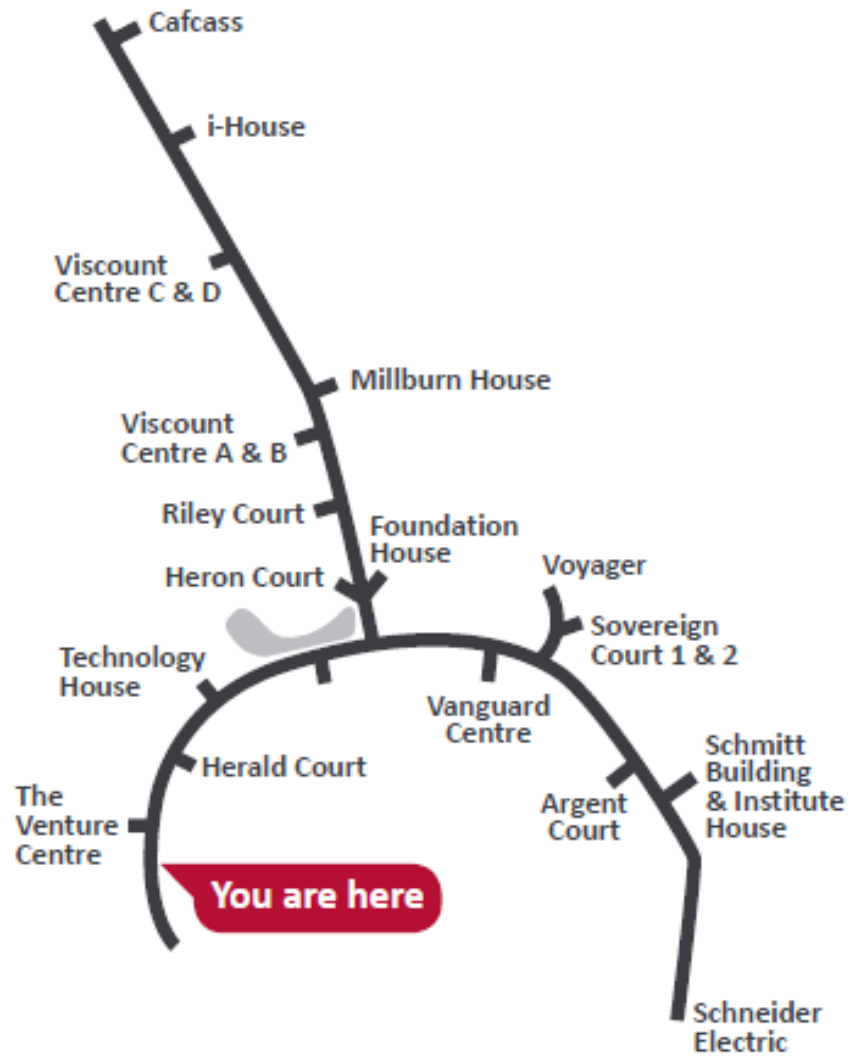 Cafcass
i-House
Viscount
Centre C & D
Millburn House
Viscount
Centre A & B
Riley Court
Foundation
House
Heron Court
Voyager
Sovereign
Court 1 & 2
Technology
House
Vanguard
Centre
Herald Court
Schmitt
Building
& Institute
House
The
Venture
Centre
Argent
Court
You are here
Schneider
Electric